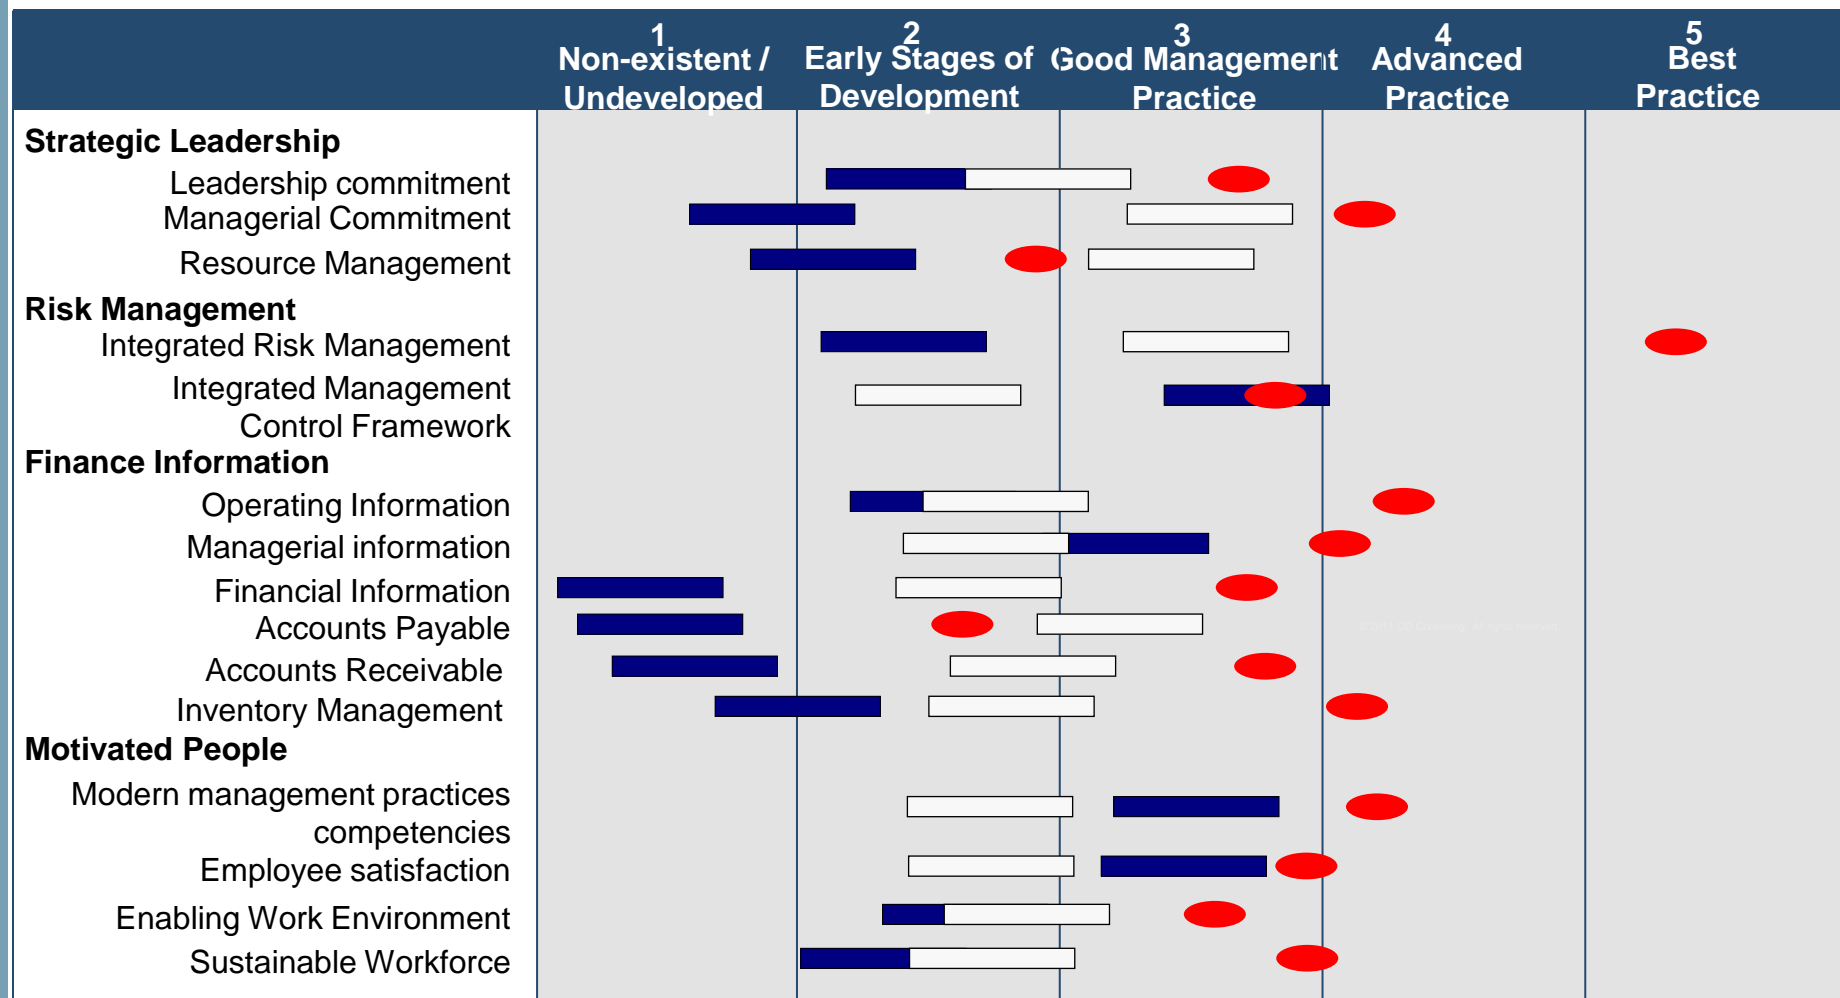 1
Non-existent /
Undeveloped
2
Early Stages of
Development
3
Good Management
Practice
4
Advanced
Practice
5
Best
Practice
Strategic Leadership
Leadership commitment
Managerial Commitment
Resource Management
Risk Management
Integrated Risk Management
Integrated Management
Control Framework
Finance Information
Operating Information
Managerial information
Financial Information
Accounts Payable
Accounts Receivable
Inventory Management
Motivated People
Modern management practices
competencies
Employee satisfaction
Enabling Work Environment
Sustainable Workforce